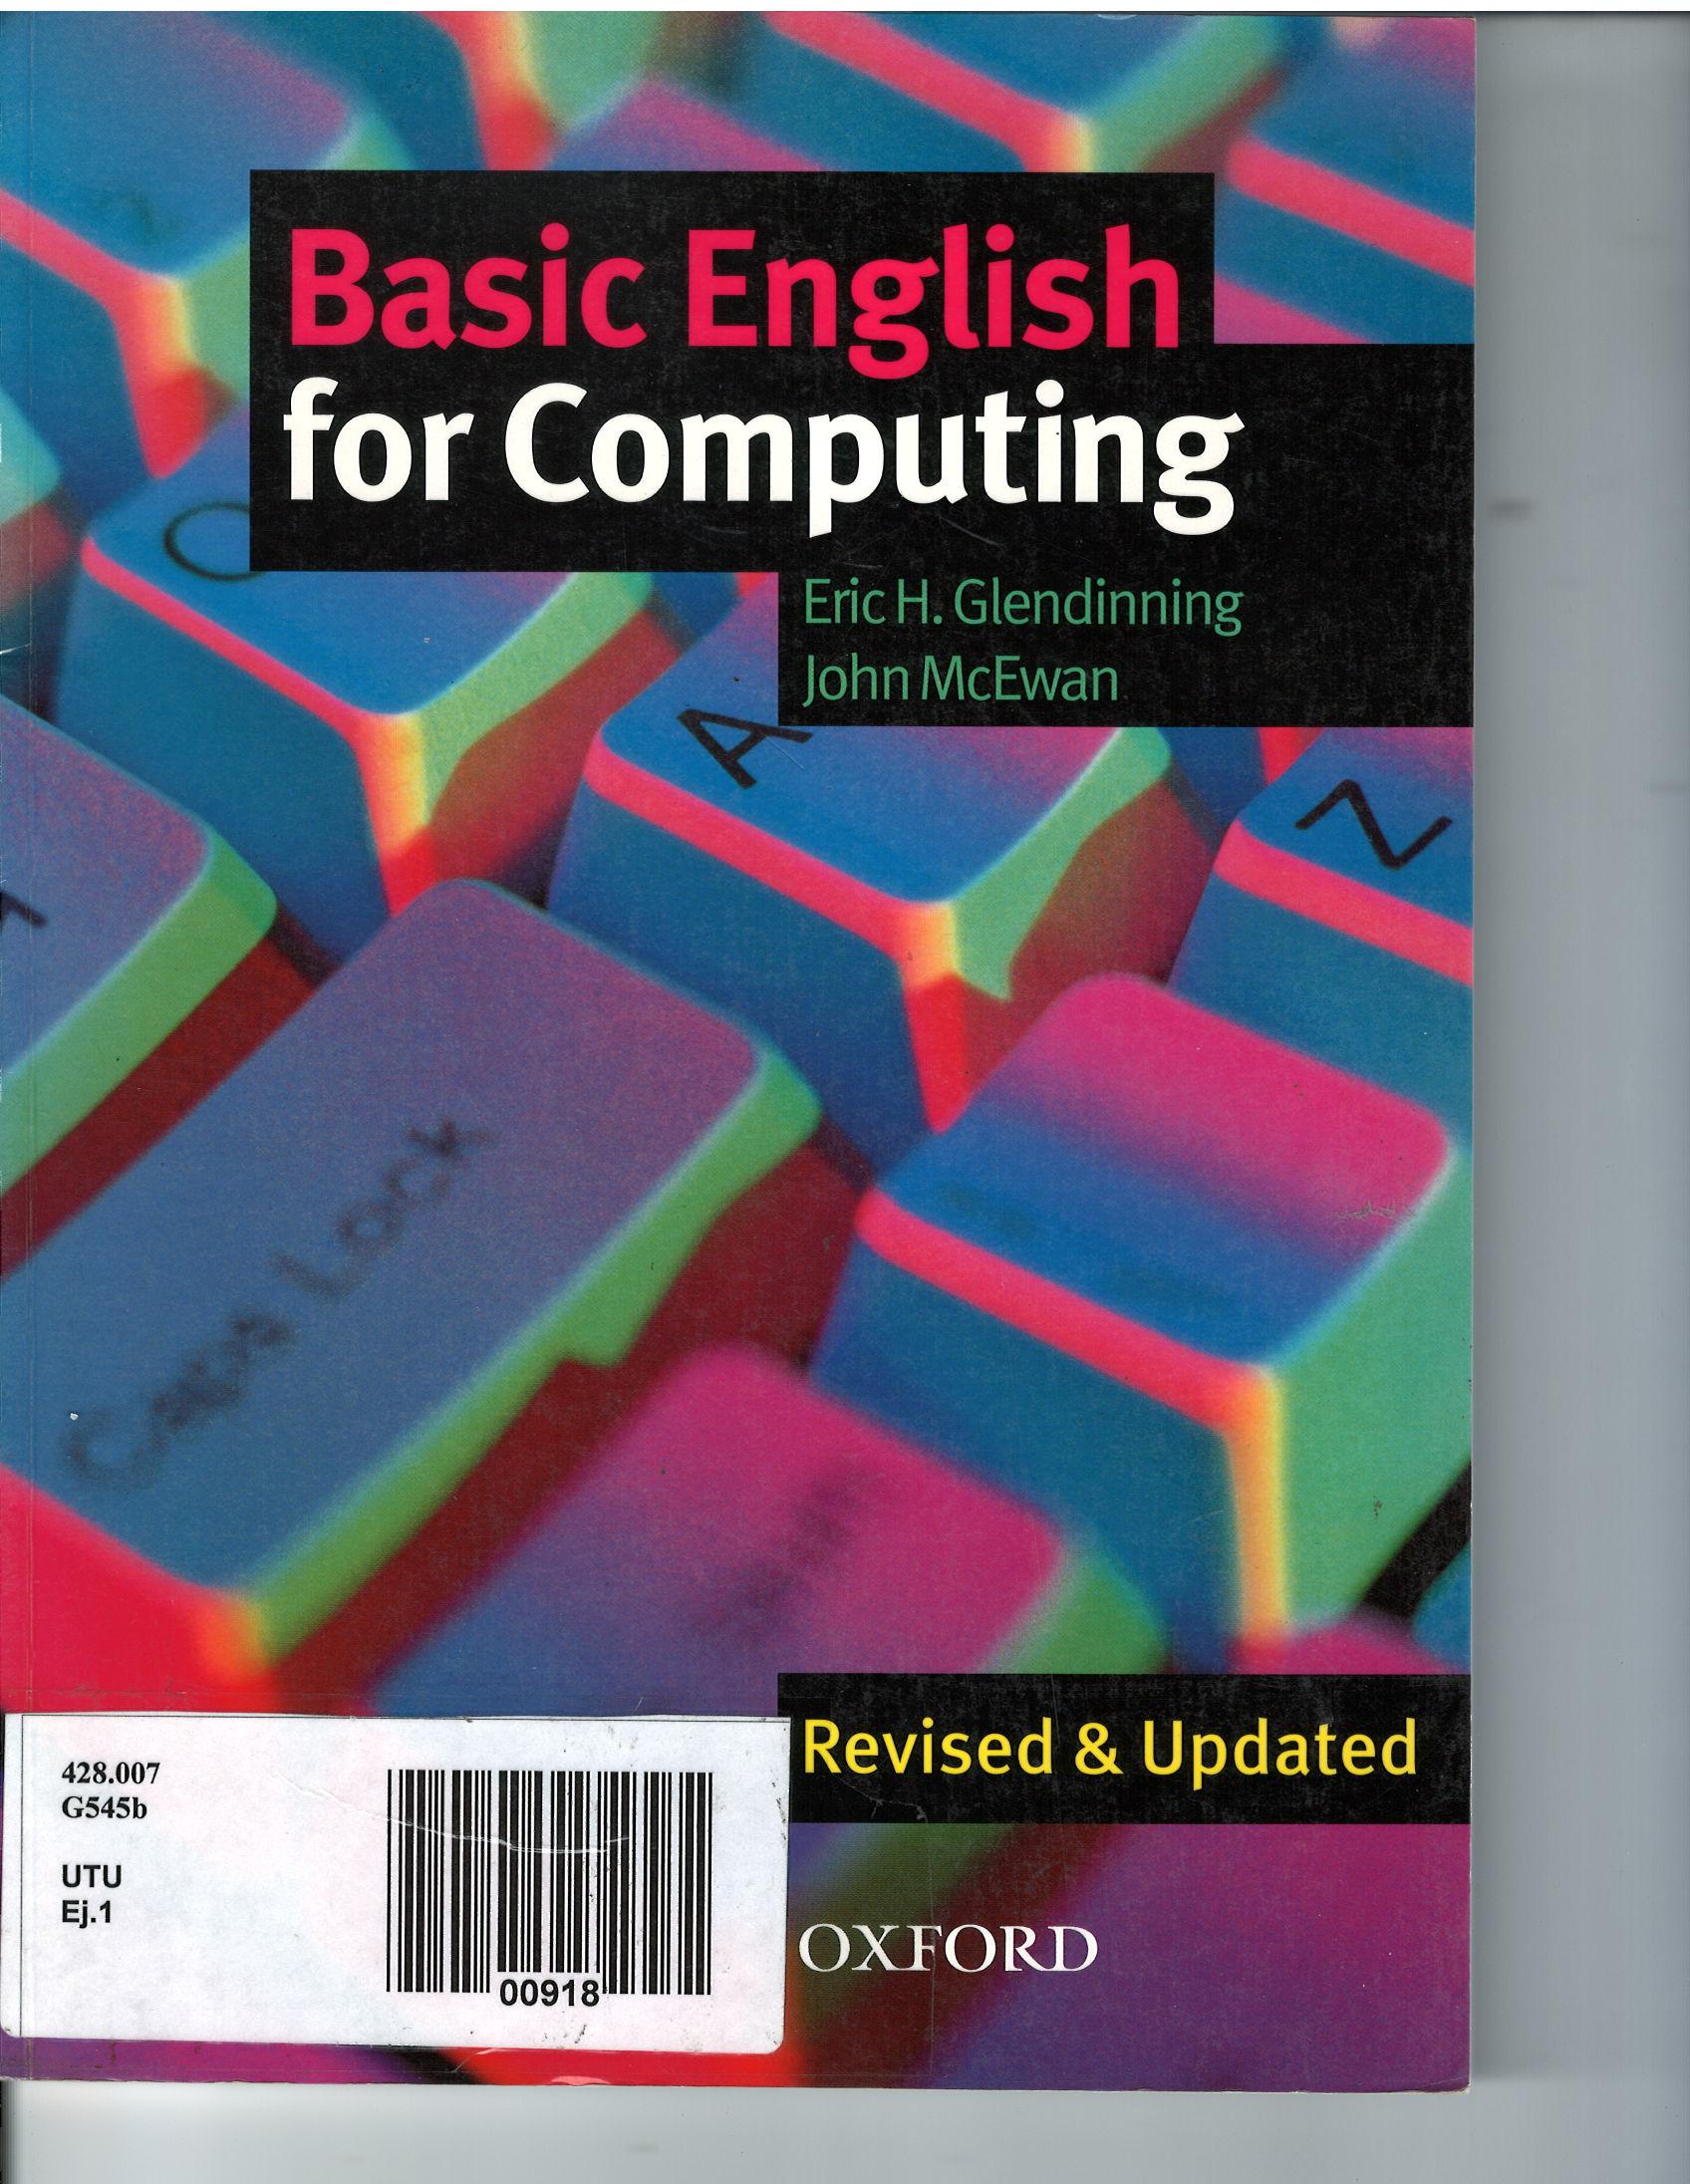 Basic English
for Computing
Eric H. Glendinning
John McEwan
Q
A
Z
Caps Lock
Revised & Updated
428.007
G545b
UTU
Ej.1
00918
OXFORD